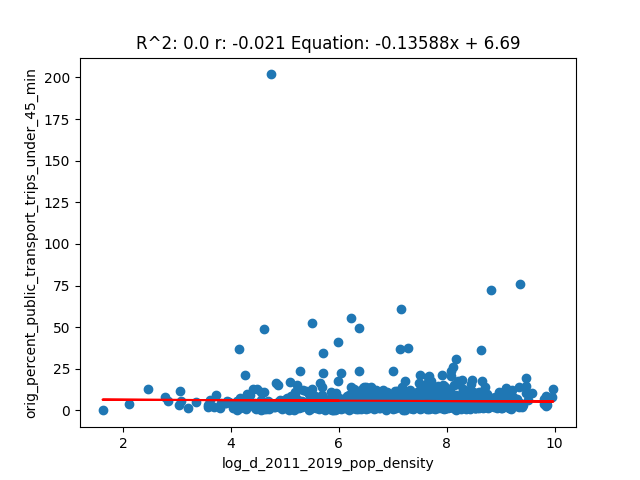 R^2: 0.0 r: -0.021 Equation: -0.13588x + 6.69
orig_percent_public_transport_trips_under_45_min
200
175
150
125
100
75
50
25
0
2 4 6 8 10
log_d_2011_2019_pop_density